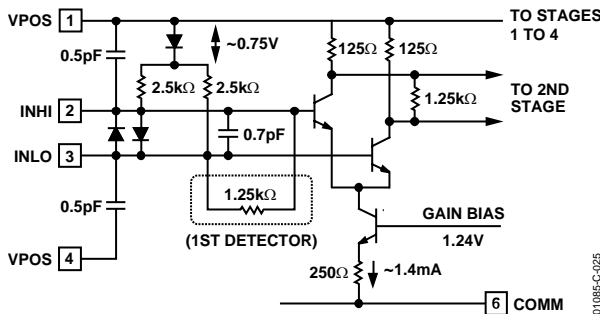 VPOS 1
TO STAGES
1 TO 4
0.5pF
~0.75V
125Ω
125Ω
2.5kΩ
2.5kΩ
TO 2ND
STAGE
1.25kΩ
INHI 2
0.7pF
INLO 3
1.25kΩ
0.5pF
(1ST DETECTOR)
GAIN BIAS
1.24V
VPOS 4
250Ω
~1.4mA
6 COMM
01085-C-025